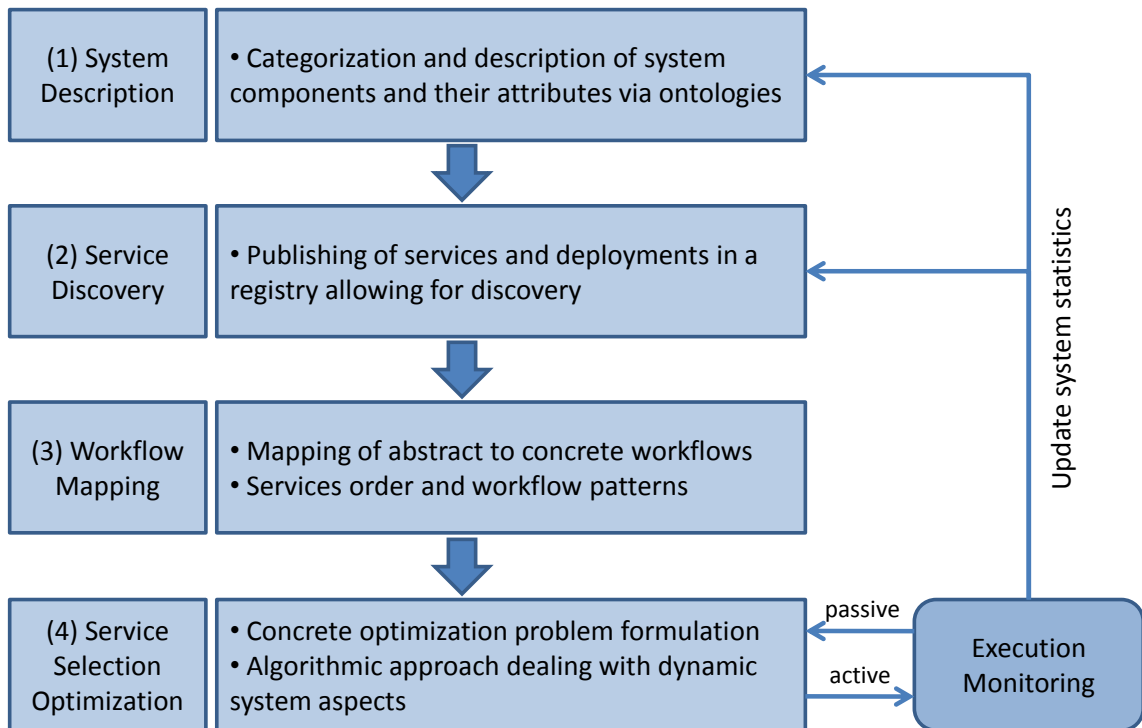 (1) System
Description
• Categorization and description of system
components and their attributes via ontologies
(2) Service
Discovery
• Publishing of services and deployments in a
registry allowing for discovery
(3) Workflow
Mapping
• Mapping of abstract to concrete workflows
• Services order and workflow patterns
(4) Service
Selection
Optimization
• Concrete optimization problem formulation
• Algorithmic approach dealing with dynamic
system aspects
passive
active
Execution
Monitoring
Update system statistics